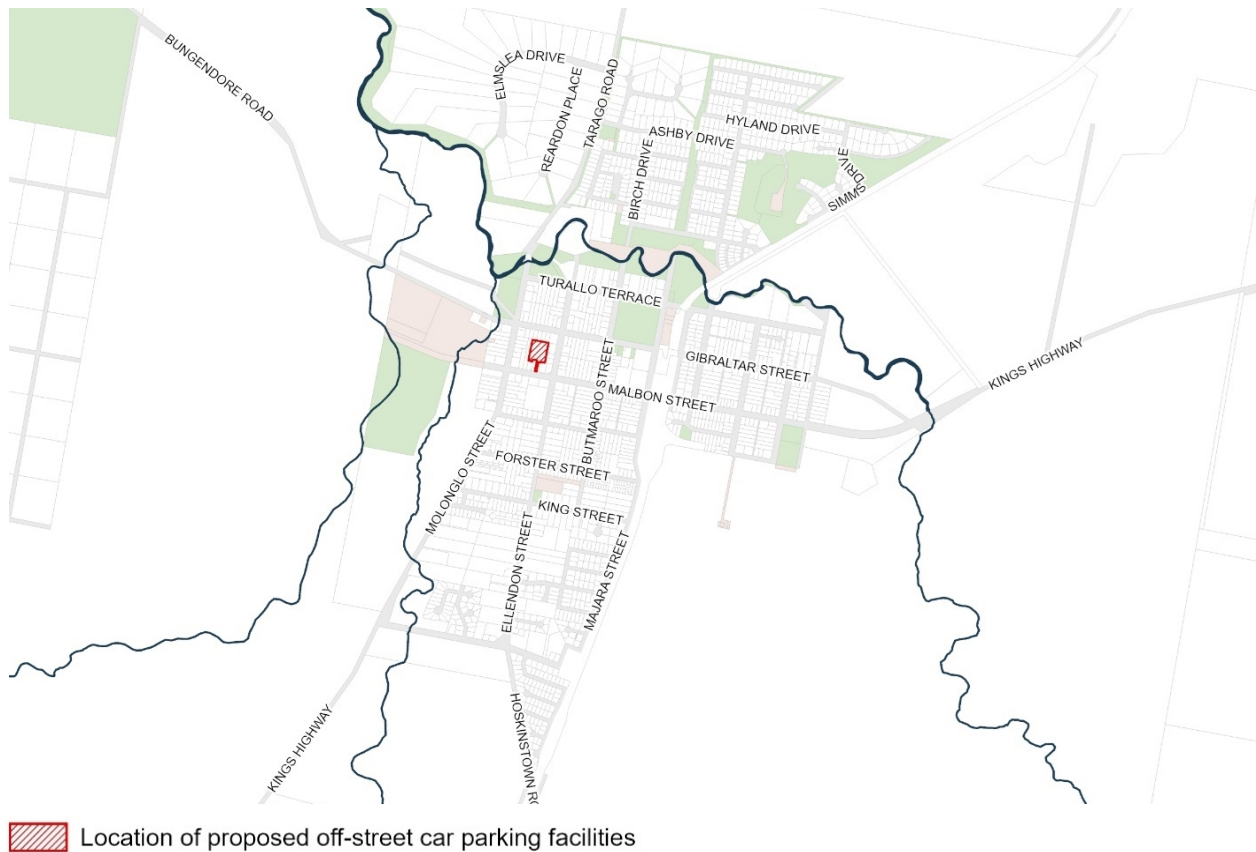 BUNGENDORE ROAD
ELMSLEA DRIVE
REARDON PLACE
TARAGO ROAD
HYLAND DRIVE
ASHBY DRIVE
BIRCH DRIVE
SIMMS DRIVE
TURALLO TERRACE
GIBRALTAR STREET
KINGS HIGHWAY
MALBON STREET
BUTMAROO STREET
MOLONGLO STREET
FORSTER STREET
KING STREET
ELLENDON STREET
MAJARA STREET
KINGS HIGHWAY
HOSKINSTOWN RO
Location of proposed off-street car parking facilities